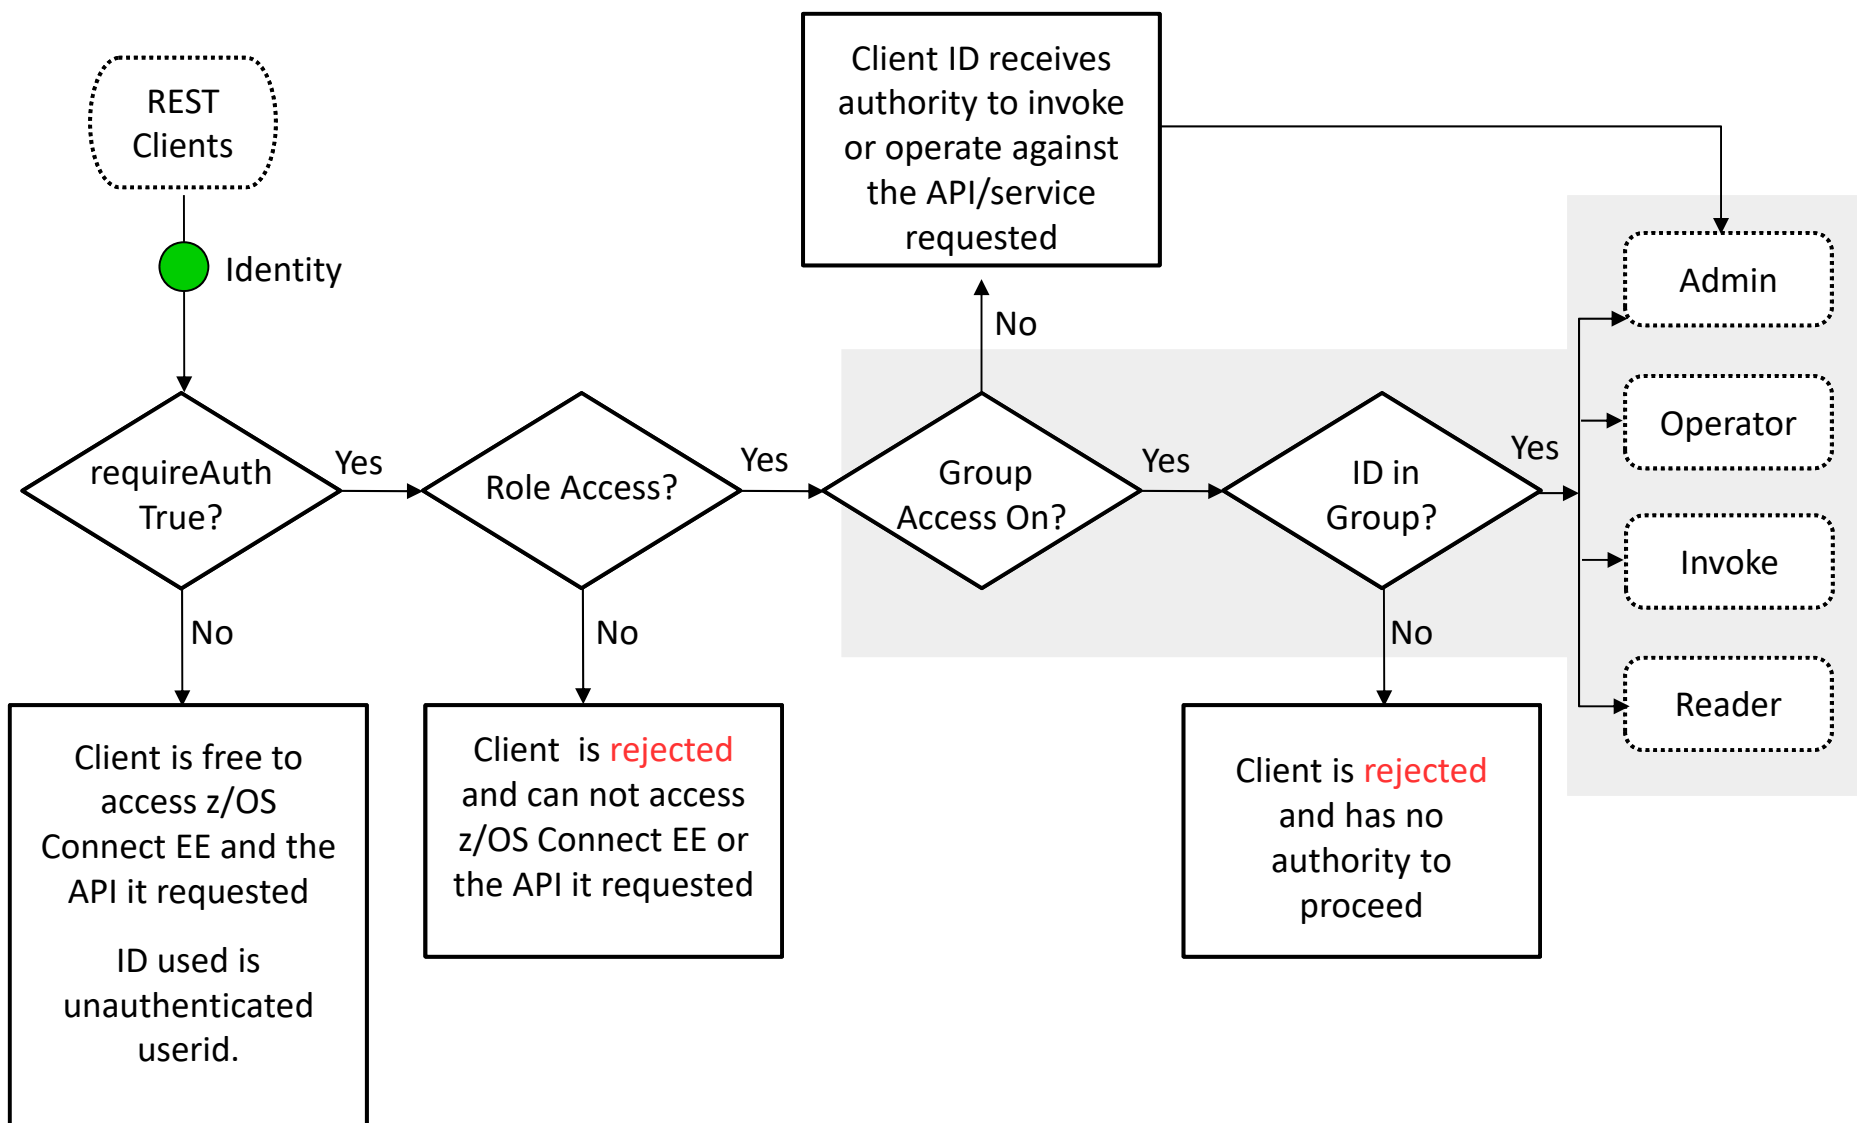 REST
Clients
Identity
requireAuth
True?
Yes
No
Client is free to
access z/OS
Connect EE and the
API it requested
ID used is
unauthenticated
userid.
Role Access?
Yes
No
Client  is rejected
and can not access
z/OS Connect EE or
the API it requested
Group
Access On?
No
Client ID receives
authority to invoke
or operate against
the API/service
requested
Yes
ID in
Group?
No
Client is rejected
and has no
authority to
proceed
Yes
Admin
Operator
Invoke
Reader